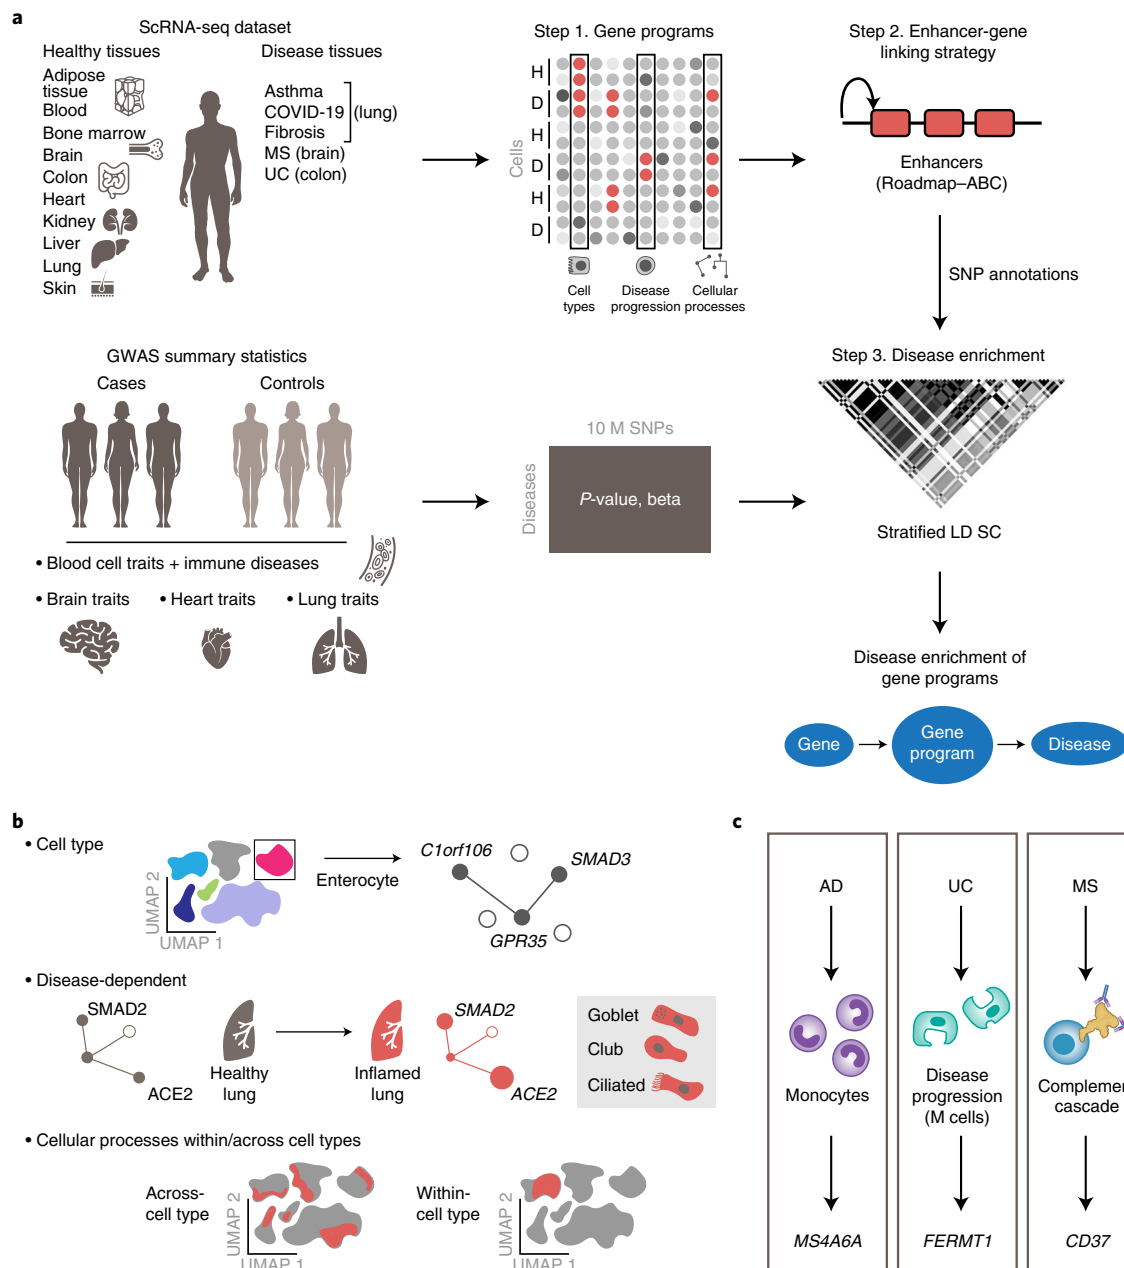 a
ScRNA-seq dataset
Healthy tissues
Disease tissues
Adipose
tissue
Blood
Bone marrow
Brain
Colon
Heart
Kidney
Liver
Lung
Skin
Asthma
COVID-19
Fibrosis
(lung)
MS (brain)
UC (colon)
Step 1. Gene programs
Cells
H
D
H
D
H
D
Cell
types
Disease
progression
Cellular
processes
Step 2. Enhancer-gene
linking strategy
Enhancers
(Roadmap–ABC)
SNP annotations
GWAS summary statistics
Cases
Controls
• Blood cell traits + immune diseases
• Brain traits
• Heart traits
• Lung traits
10 M SNPs
Diseases
P-value, beta
Step 3. Disease enrichment
Stratified LD SC
Disease enrichment of
gene programs
Gene
Gene
program
Disease
b
• Cell type
UMAP 2
UMAP 1
Enterocyte
C1orf106
SMAD3
GPR35
• Disease-dependent
SMAD2
ACE2
Healthy
lung
Inflamed
lung
SMAD2
ACE2
Goblet
Club
Ciliated
• Cellular processes within/across cell types
Across-
cell type
UMAP 2
UMAP 1
Within-
cell type
UMAP 2
UMAP 1
c
AD
Monocytes
MS4A6A
UC
Disease
progression
(M cells)
FERMT1
MS
Complemen
cascade
CD37